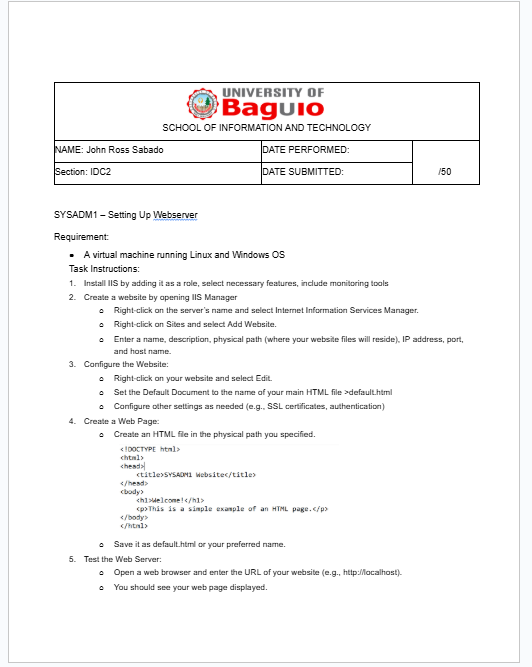 UNIVERSITY OF
Baguio
SCHOOL OF INFORMATION AND TECHNOLOGY
NAME: John Ross Sabado
DATE PERFORMED:
Section: IDC2
DATE SUBMITTED:
/50
SYSADM1 – Setting Up Webserver
Requirement:
• A virtual machine running Linux and Windows OS
Task Instructions:
1. Install IIS by adding it as a role, select necessary features, include monitoring tools
2. Create a website by opening IIS Manager
o Right-click on the server's name and select Internet Information Services Manager.
o Right-click on Sites and select Add Website.
o Enter a name, description, physical path (where your website files will reside), IP address, port,
and host name.
3. Configure the Website:
o Right-click on your website and select Edit.
o Set the Default Document to the name of your main HTML file >default.html
o Configure other settings as needed (e.g., SSL certificates, authentication)
4. Create a Web Page:
o Create an HTML file in the physical path you specified.
<!DOCTYPE html>
<html>
<head>
<title>SYSADM1 Website</title>
</head>
<body>
<h1>Welcome!</h1>
<p>This is a simple example of an HTML page.</p>
</body>
</html>
o Save it as default.html or your preferred name.
5. Test the Web Server:
o Open a web browser and enter the URL of your website (e.g., http://localhost).
o You should see your web page displayed.